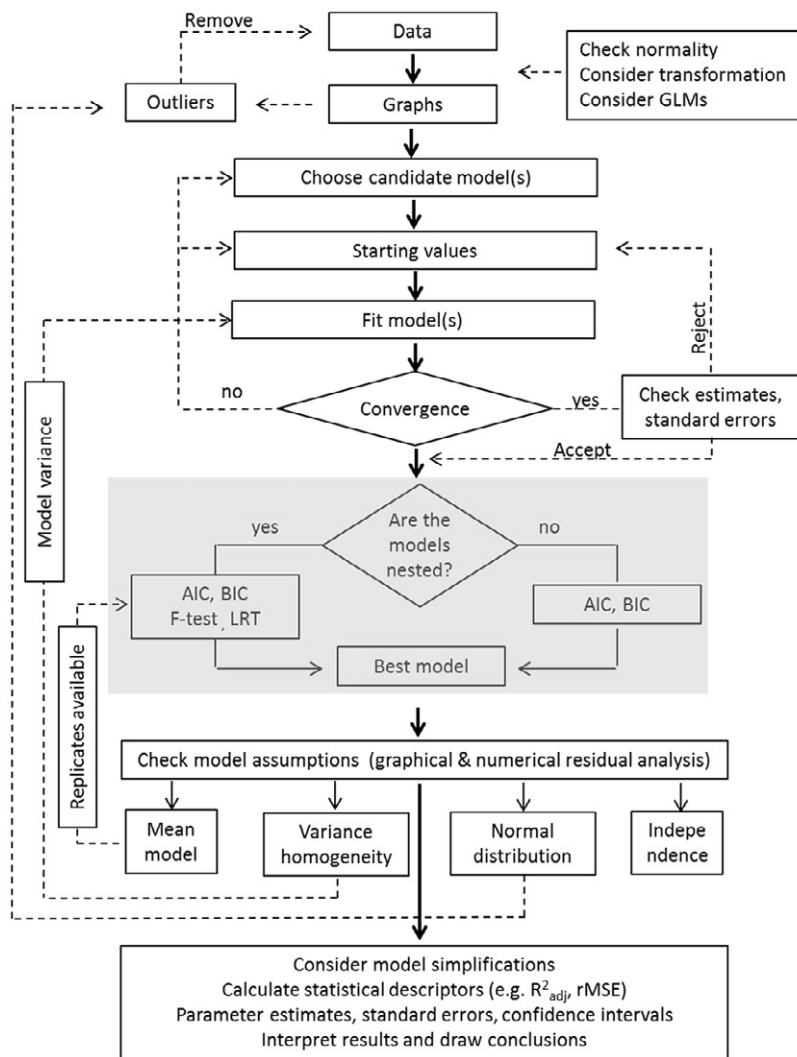 Remove
Data
Check normality
Consider transformation
Consider GLMs
Outliers
Graphs
Choose candidate model(s)
Starting values
Reject
Fit model(s)
no
Convergence
yes
Check estimates,
standard errors
Accept
Model variance
yes
Are the
models
nested?
no
AIC, BIC
F-test, LRT
AIC, BIC
Best model
Replicates available
Check model assumptions (graphical & numerical residual analysis)
Mean
model
Variance
homogeneity
Normal
distribution
Indepe
ndence
Consider model simplifications
Calculate statistical descriptors (e.g. R²adj, rMSE)
Parameter estimates, standard errors, confidence intervals
Interpret results and draw conclusions